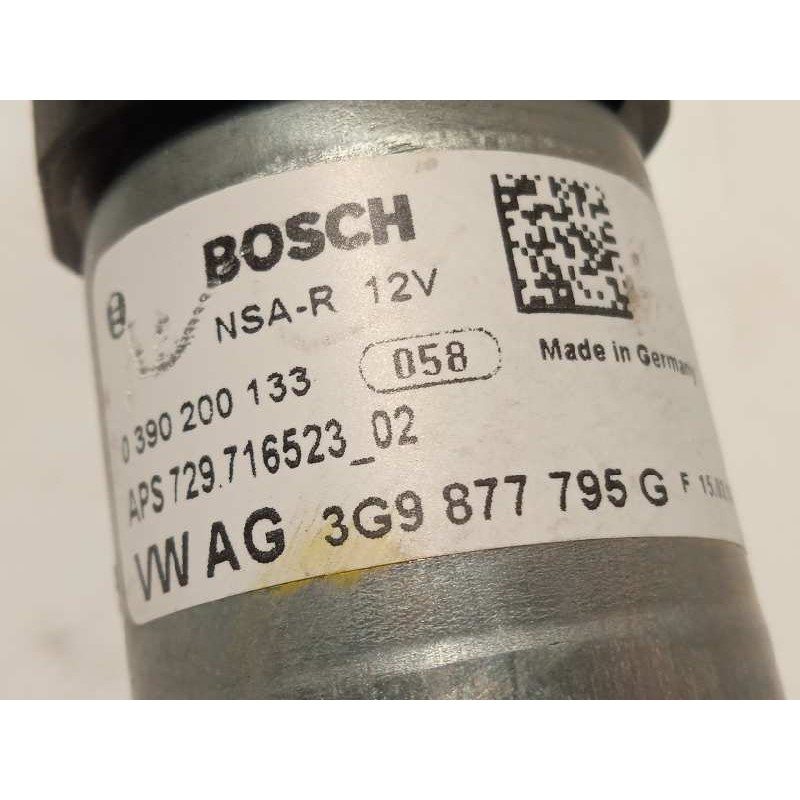 BOSCH
NSA-R 12V
058
Made in Germany
0 390 200 133
APS 729.716523_02
VW AG 3G9 877 795 G F